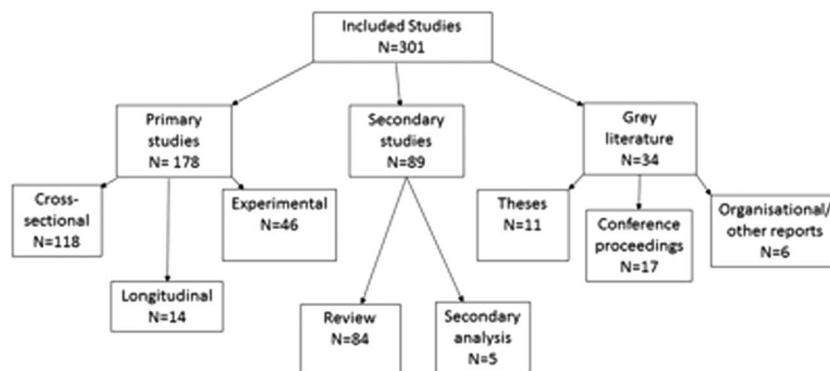 Included Studies
N=301
Primary
studies
N= 178
Secondary
studies
N=89
Grey
literature
N=34
Cross-
sectional
N=118
Longitudinal
N=14
Experimental
N=46
Review
N=84
Secondary
analysis
N=5
Theses
N=11
Conference
proceedings
N=17
Organisational/
other reports
N=6